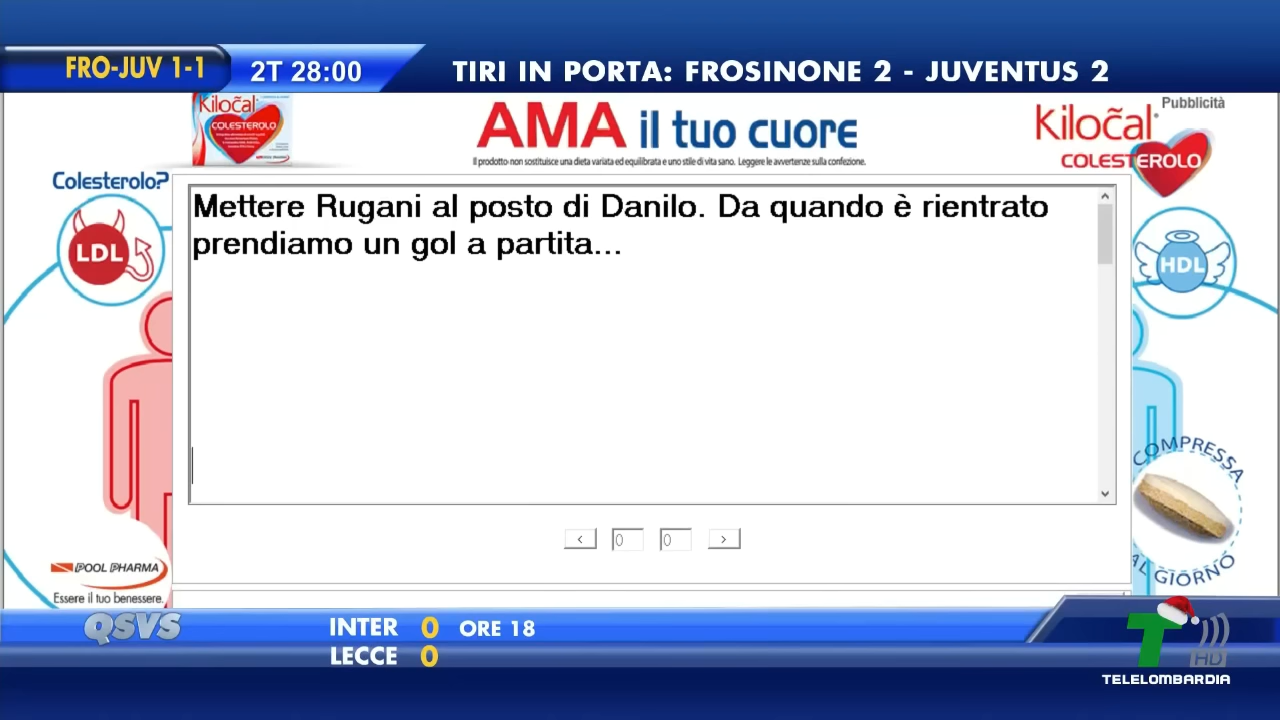 FRO-JUV 1-1
2T 28:00
TIRI IN PORTA: FROSINONE 2 - JUVENTUS 2
Kilocal
COLESTEROLO
AMA il tuo cuore
Il prodotto non sostituisce una dieta variata ed equilibrata e uno stile di vita sano. Leggere le avvertenze sulla confezione.
Pubblicità
Kilocal
COLESTEROLO
Colesterolo?
LDL
Mettere Rugani al posto di Danilo. Da quando è rientrato
prendiamo un gol a partita...
HDL
< 0 0 >
COMPRESSA
AL GIORNO
POOL PHARMA
Essere il tuo benessere.
QSVS
INTER 0 ORE 18
LECCE 0
T HD
TELELOMBARDIA